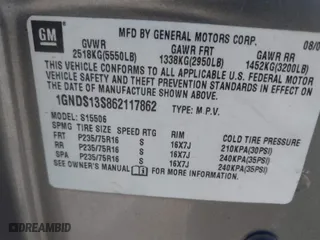 GM
MFD BY GENERAL MOTORS CORP. 08/0
GVWR GAWR FRT GAWR RR
2518KG(5550LB) 1338KG(2950LB) 1452KG(3200LB)
THIS VEHICLE CONFORMS TO ALL APPLICABLE U.S. FEDERAL
MOTOR VEHICLE SAFETY, BUMPER, AND THEFT PREVENTION
STANDARDS IN EFFECT ON THE DATE OF
MANUFACTURE SHOWN ABOVE.
1GNDS13S862117862 TYPE: M.P.V.
MODEL: S15506
SPMG TIRE SIZE SPEED RTG RIM COLD TIRE PRESSURE
FRT P235/75R16 S 16X7J 210KPA(30PSI)
RR P235/75R16 S 16X7J 240KPA(35PSI)
SPA P235/75R16 S 16X7J 240KPA(35PSI)
SEE OWNER'S MANUAL FOR ADDITIONAL INFORMATION.